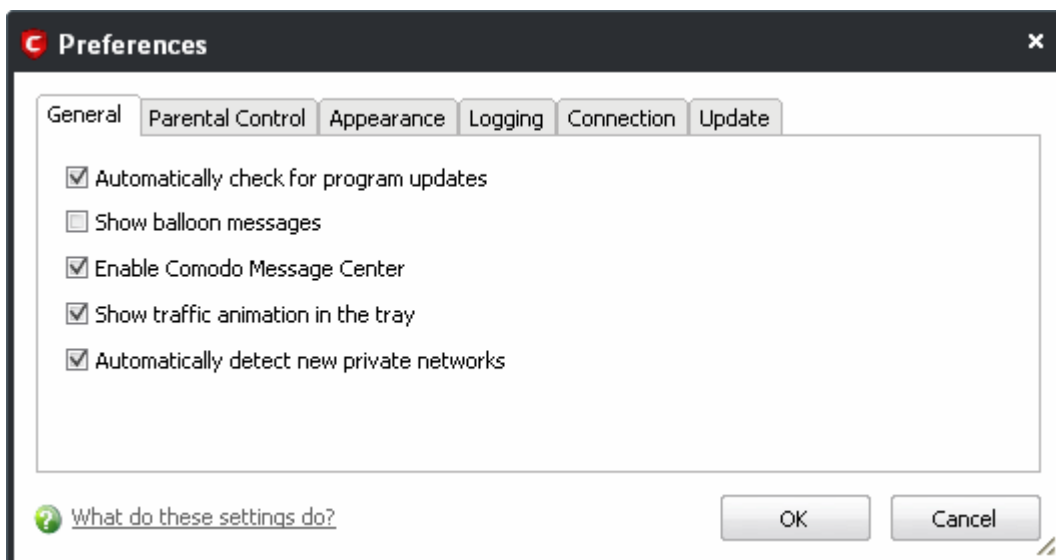 Preferences
General Parental Control Appearance Logging Connection Update
Automatically check for program updates
Show balloon messages
Enable Comodo Message Center
Show traffic animation in the tray
Automatically detect new private networks
What do these settings do? OK Cancel